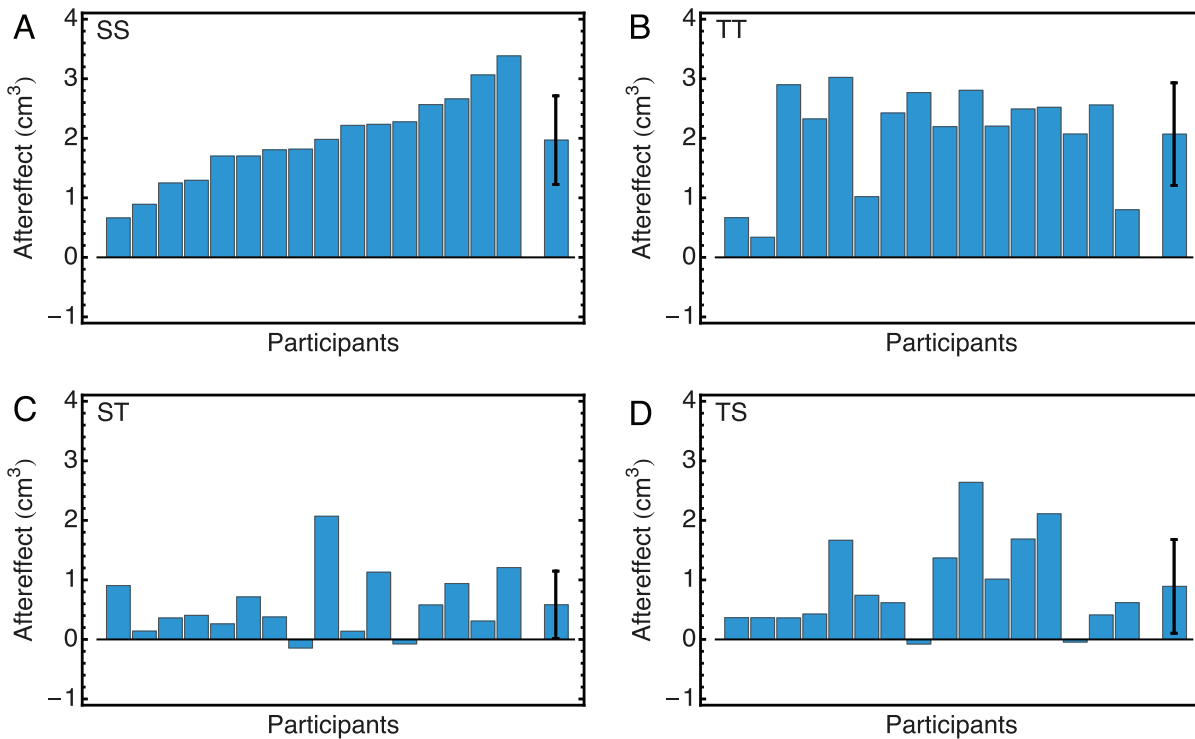 A
SS
Aftereffect (cm³)
4
3
2
1
0
−1
Participants
B
TT
Aftereffect (cm³)
4
3
2
1
0
−1
Participants
C
ST
Aftereffect (cm³)
4
3
2
1
0
−1
Participants
D
TS
Aftereffect (cm³)
4
3
2
1
0
−1
Participants